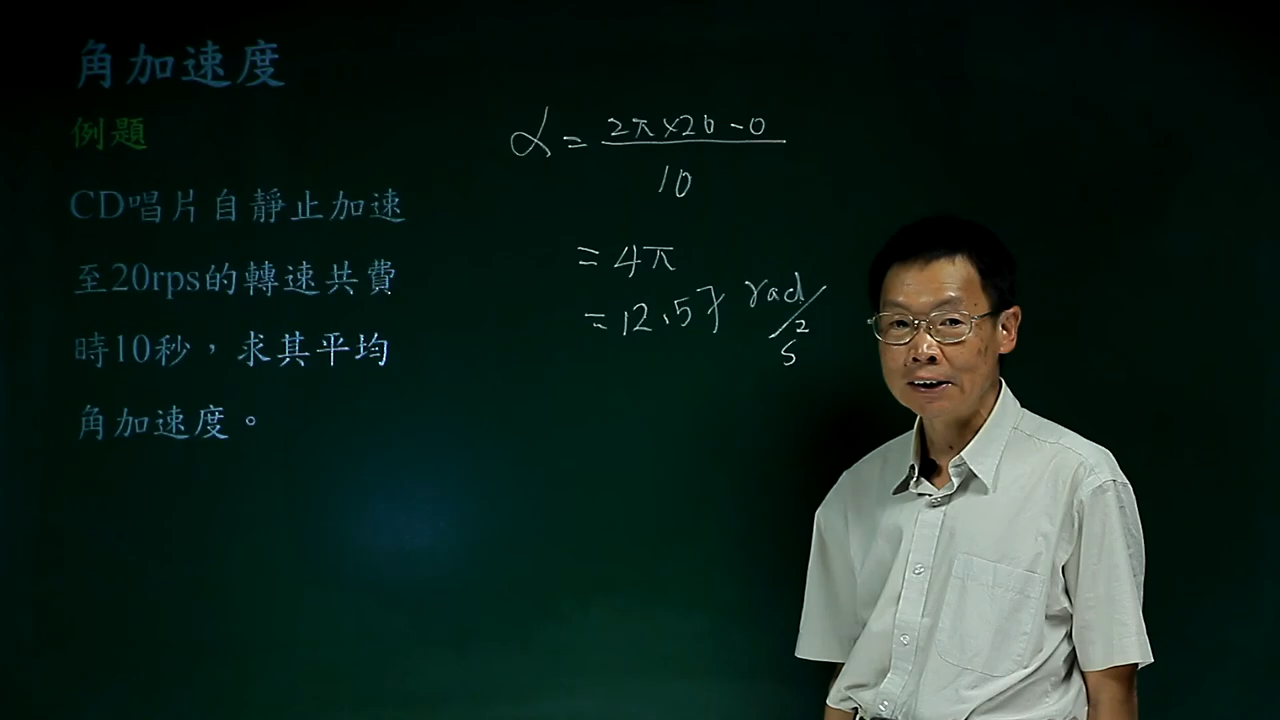 角加速度
例題
CD唱片自靜止加速
至20rps的轉速共費
時10秒，求其平均
角加速度。
α = (2π×20-0)/10
= 4π
= 12.57 rad/s²